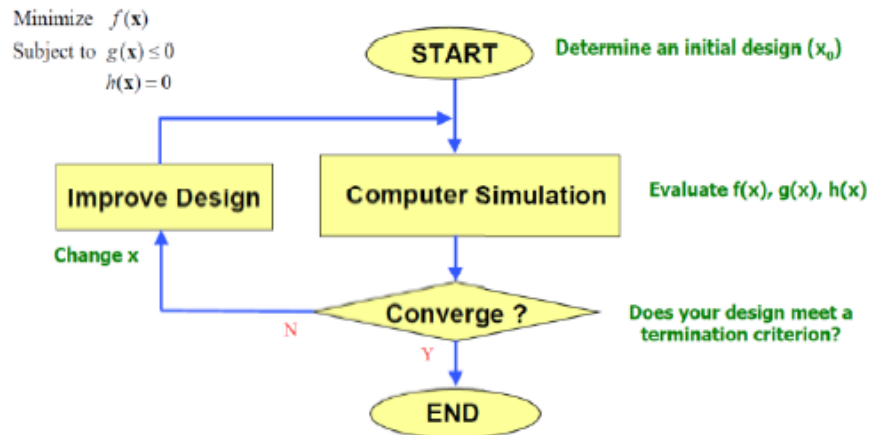 Minimize f(x)
Subject to g(x) ≤ 0
h(x) = 0
START
Determine an initial design (x₀)
Improve Design
Computer Simulation
Evaluate f(x), g(x), h(x)
Change x
Converge ?
Does your design meet a
termination criterion?
N
Y
END